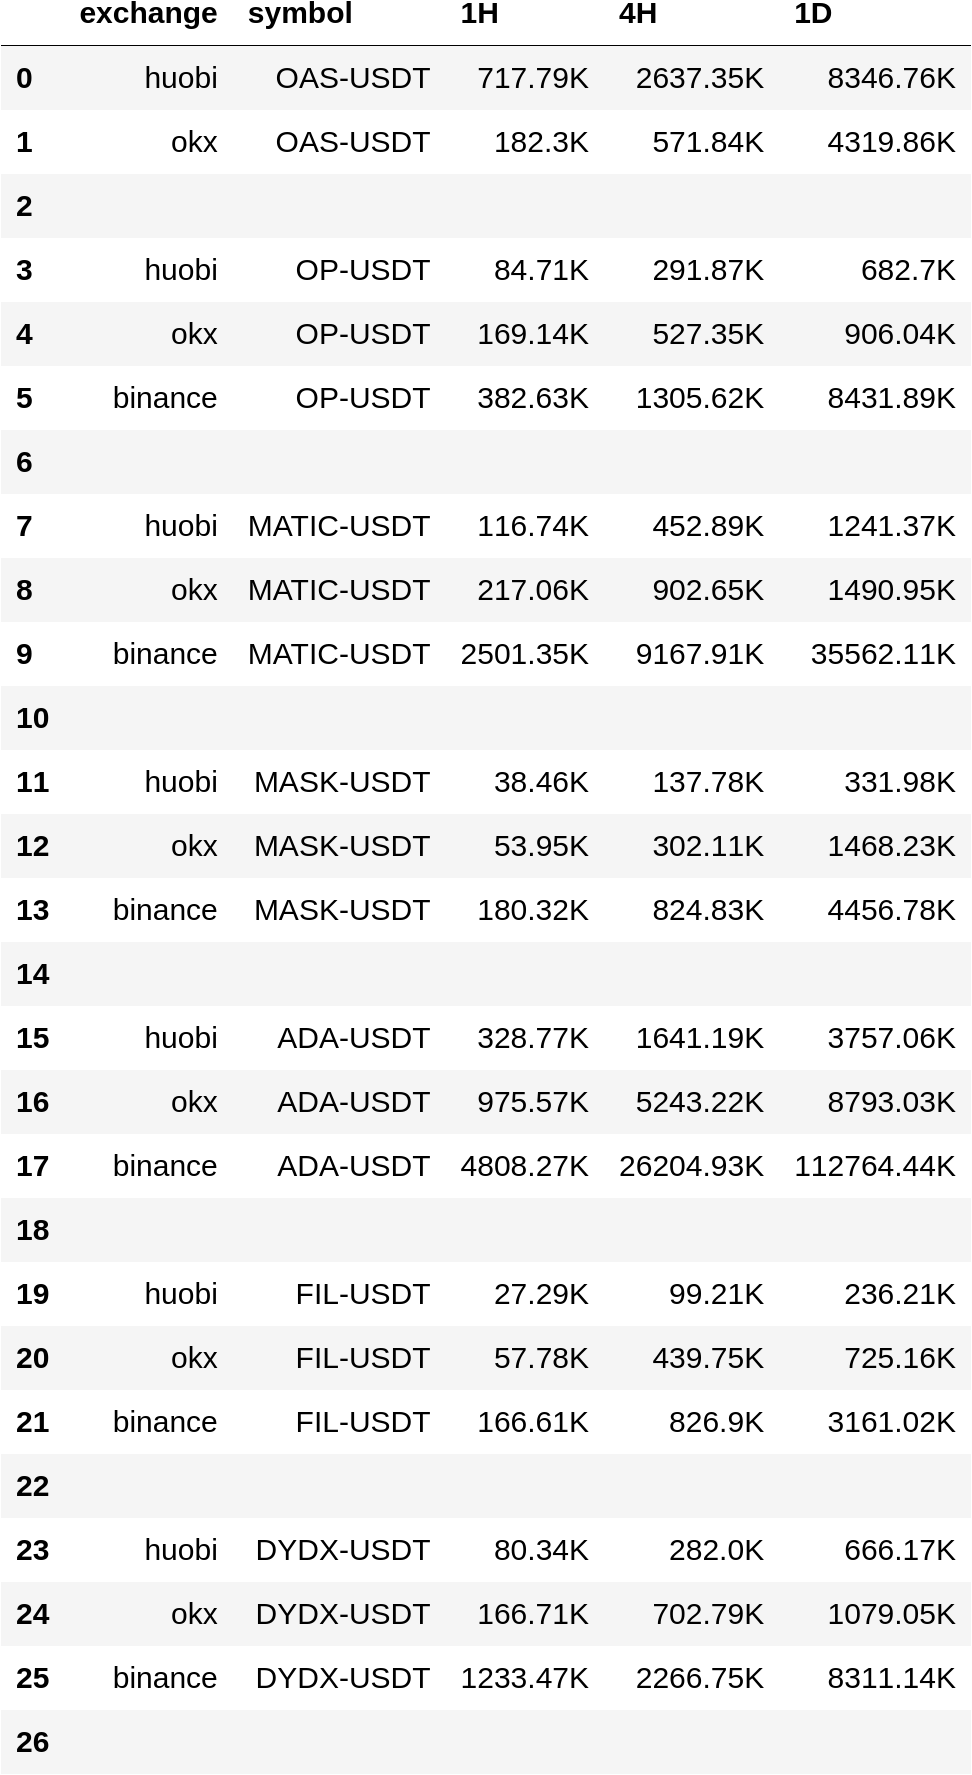 exchange symbol 1H 4H 1D
0 huobi OAS-USDT 717.79K 2637.35K 8346.76K
1 okx OAS-USDT 182.3K 571.84K 4319.86K
2
3 huobi OP-USDT 84.71K 291.87K 682.7K
4 okx OP-USDT 169.14K 527.35K 906.04K
5 binance OP-USDT 382.63K 1305.62K 8431.89K
6
7 huobi MATIC-USDT 116.74K 452.89K 1241.37K
8 okx MATIC-USDT 217.06K 902.65K 1490.95K
9 binance MATIC-USDT 2501.35K 9167.91K 35562.11K
10
11 huobi MASK-USDT 38.46K 137.78K 331.98K
12 okx MASK-USDT 53.95K 302.11K 1468.23K
13 binance MASK-USDT 180.32K 824.83K 4456.78K
14
15 huobi ADA-USDT 328.77K 1641.19K 3757.06K
16 okx ADA-USDT 975.57K 5243.22K 8793.03K
17 binance ADA-USDT 4808.27K 26204.93K 112764.44K
18
19 huobi FIL-USDT 27.29K 99.21K 236.21K
20 okx FIL-USDT 57.78K 439.75K 725.16K
21 binance FIL-USDT 166.61K 826.9K 3161.02K
22
23 huobi DYDX-USDT 80.34K 282.0K 666.17K
24 okx DYDX-USDT 166.71K 702.79K 1079.05K
25 binance DYDX-USDT 1233.47K 2266.75K 8311.14K
26